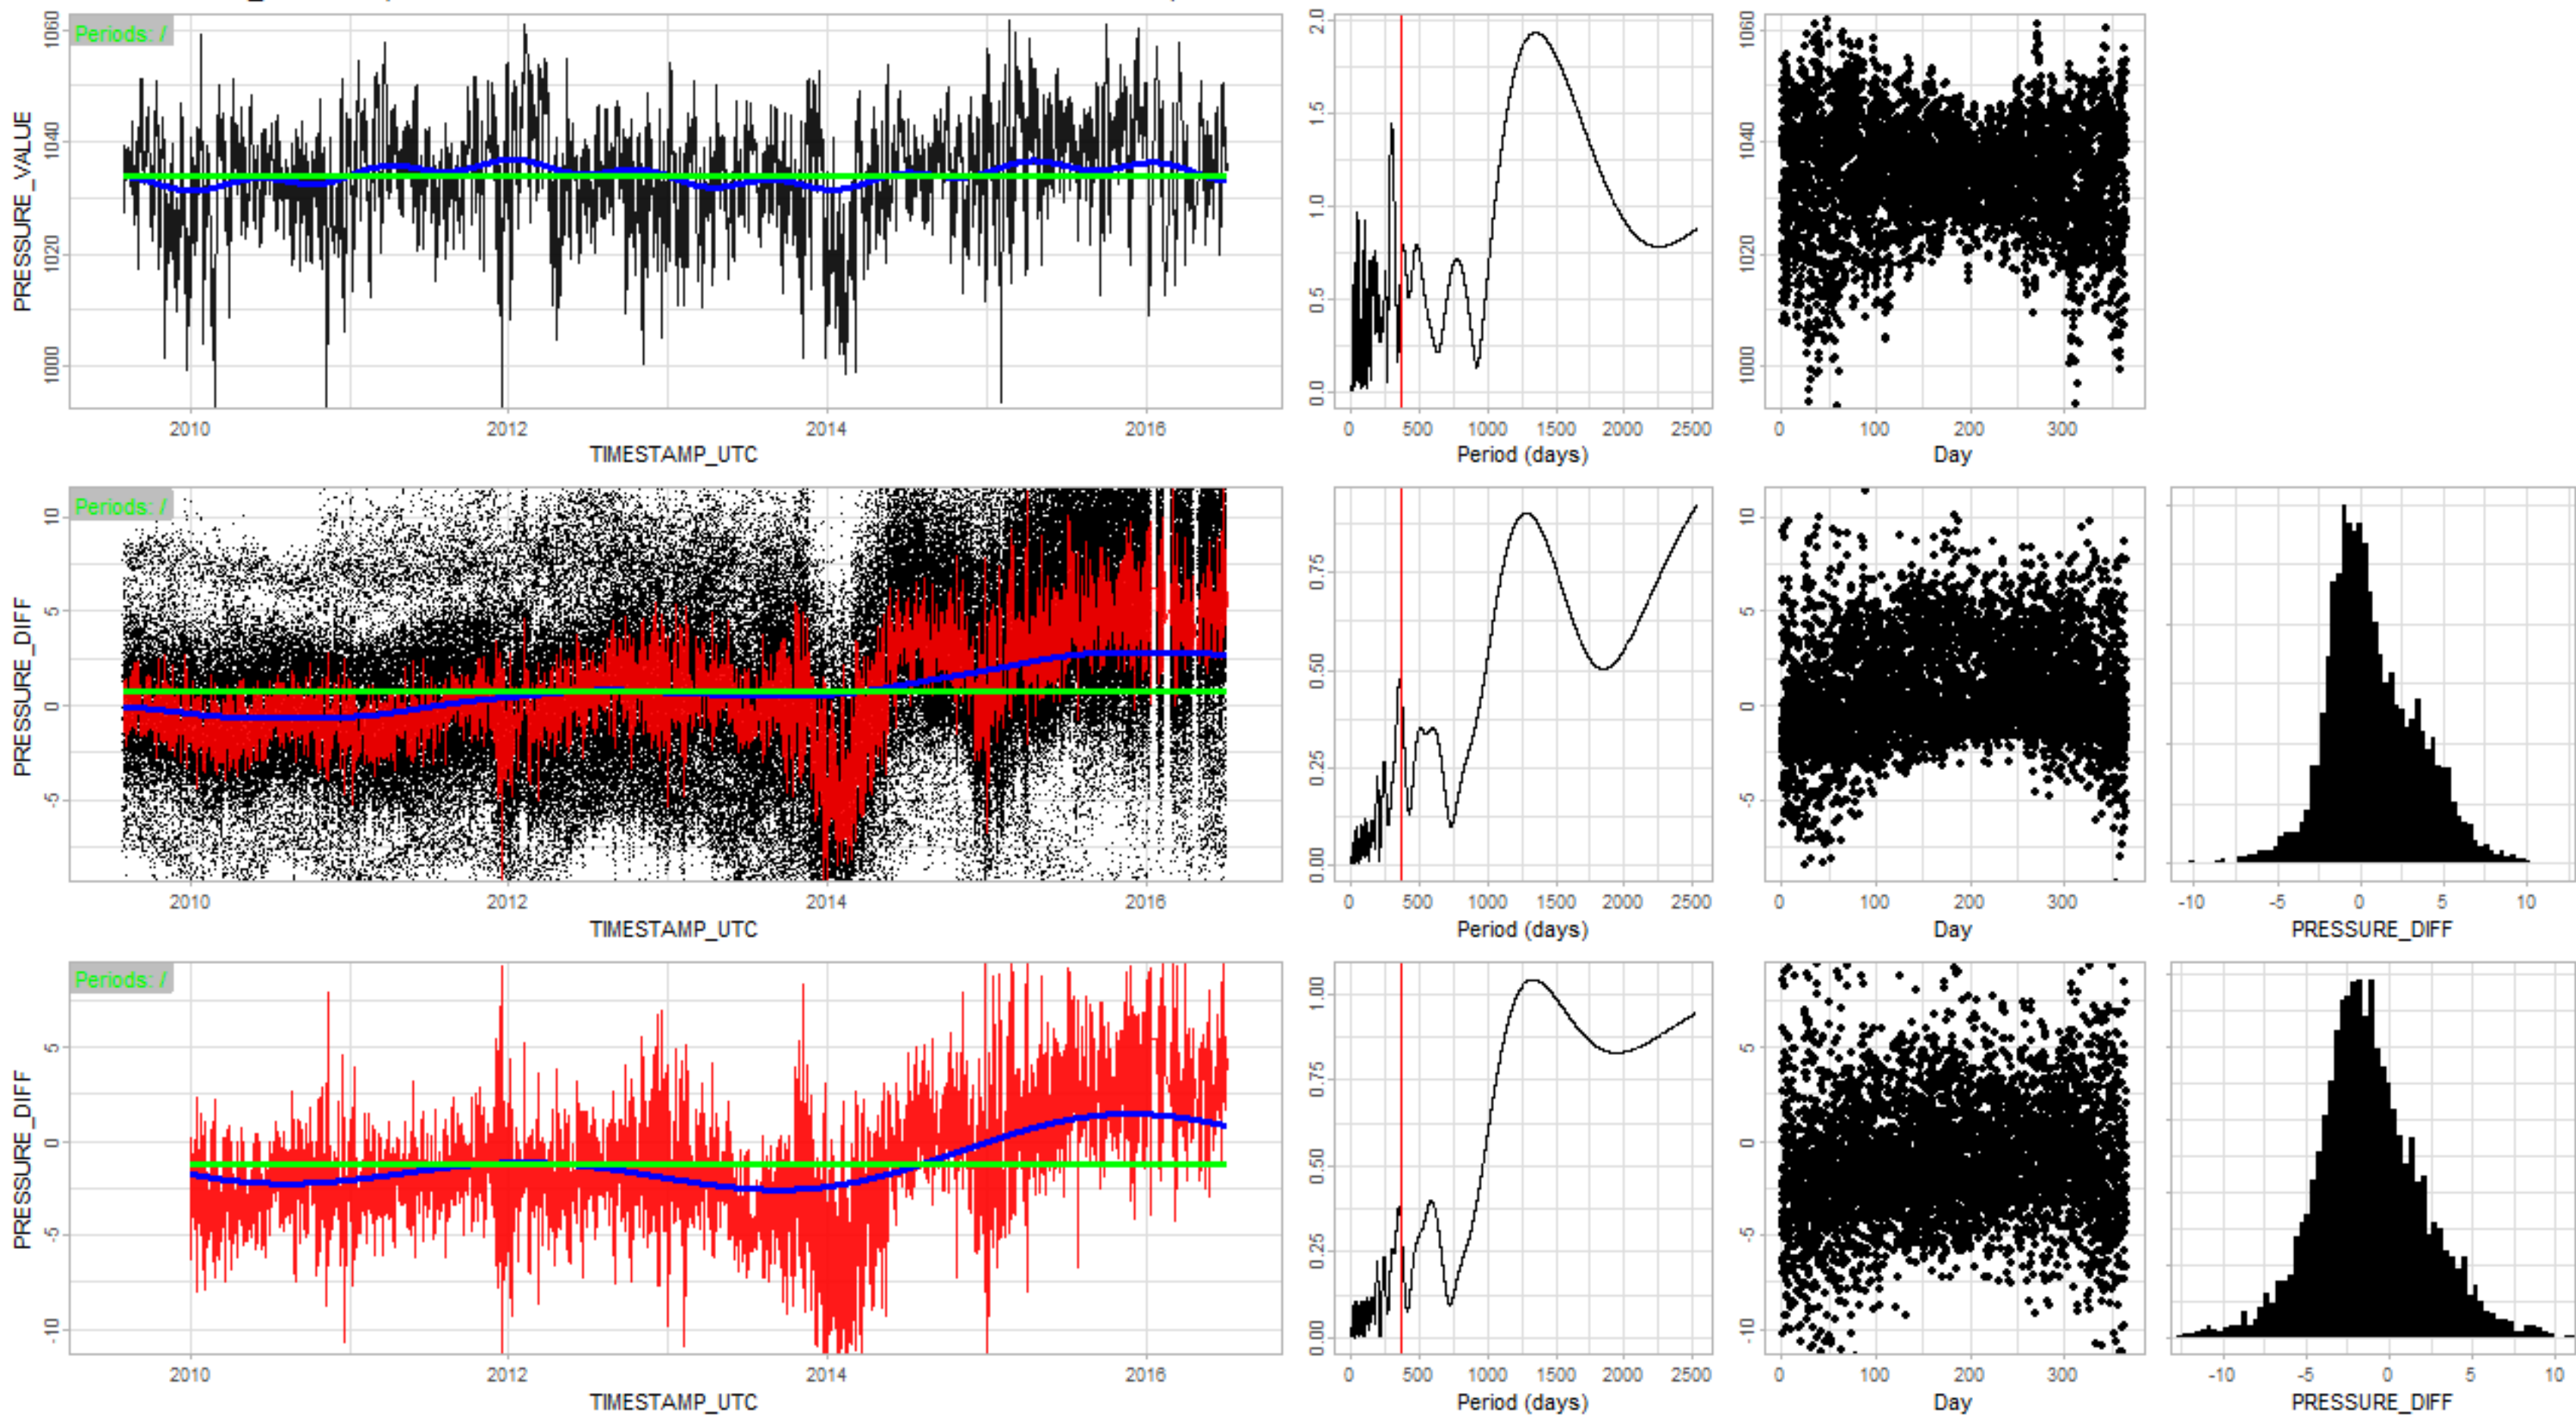 Periods: /
PRESSURE_VALUE
1000 1020 1040 1060
2010 2012 2014 2016
TIMESTAMP_UTC
0.0 0.5 1.0 1.5 2.0
0 500 1000 1500 2000 2500
Period (days)
1000 1020 1040 1060
0 100 200 300
Day
Periods: /
PRESSURE_DIFF
-5 0 5 10
2010 2012 2014 2016
TIMESTAMP_UTC
0.00 0.25 0.50 0.75
0 500 1000 1500 2000 2500
Period (days)
-5 0 5 10
0 100 200 300
Day
-10 -5 0 5 10
PRESSURE_DIFF
Periods: /
PRESSURE_DIFF
-10 -5 0 5
2010 2012 2014 2016
TIMESTAMP_UTC
0.00 0.25 0.50 0.75 1.00
0 500 1000 1500 2000 2500
Period (days)
-10 -5 0 5
0 100 200 300
Day
-10 -5 0 5 10
PRESSURE_DIFF